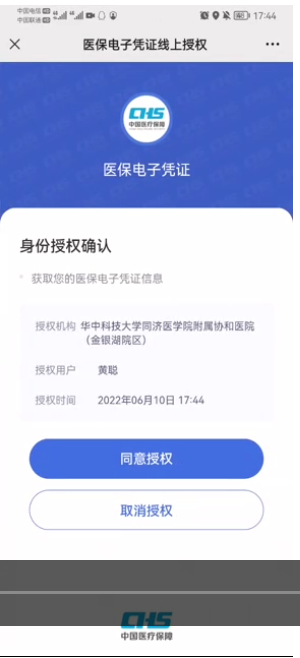 中国电信 HD
中国联通 HD
17:44
医保电子凭证线上授权
CHS
中国医疗保障
医保电子凭证
身份授权确认
获取您的医保电子凭证信息
授权机构 华中科技大学同济医学院附属协和医院
（金银湖院区）
授权用户 黄聪
授权时间 2022年06月10日 17:44
同意授权
取消授权
CHS
中国医疗保障